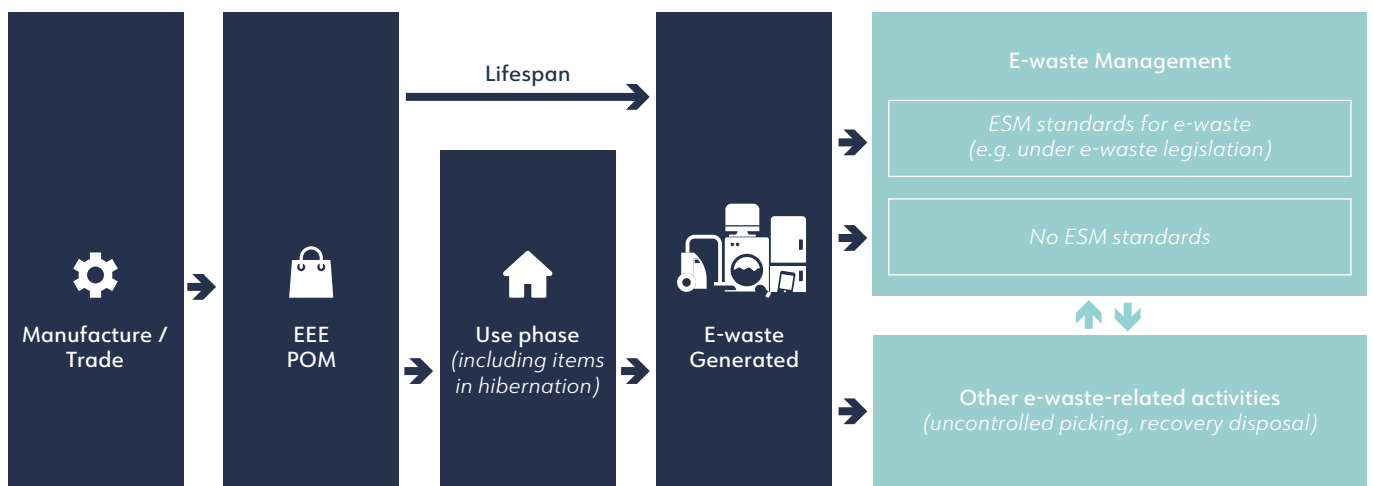 Manufacture /
Trade
EEE
POM
Lifespan
Use phase
(including items
in hibernation)
E-waste
Generated
E-waste Management
ESM standards for e-waste
(e.g. under e-waste legislation)
No ESM standards
Other e-waste-related activities
(uncontrolled picking, recovery disposal)